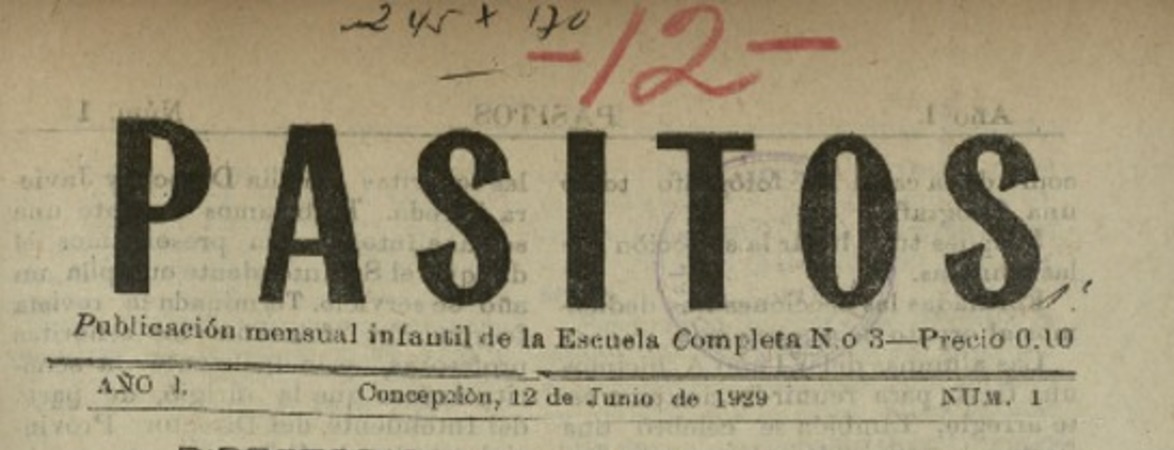 245 x 170
-12-
PASITOS
Publicación mensual infantil de la Escuela Completa N.o 3—Precio 0.10
AÑO 1. Concepción, 12 de Junio de 1929 NUM. 1